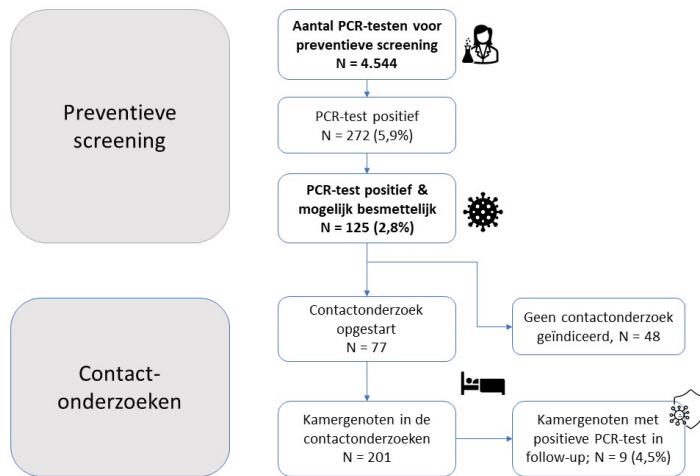 Preventieve
screening
Aantal PCR-testen voor
preventieve screening
N = 4.544
PCR-test positief
N = 272 (5,9%)
PCR-test positief &
mogelijk besmettelijk
N = 125 (2,8%)
Contact-
onderzoeken
Contactonderzoek
opgestart
N = 77
Geen contactonderzoek
geïndiceerd, N = 48
Kamergenoten in de
contactonderzoeken
N = 201
Kamergenoten met
positieve PCR-test in
follow-up; N = 9 (4,5%)